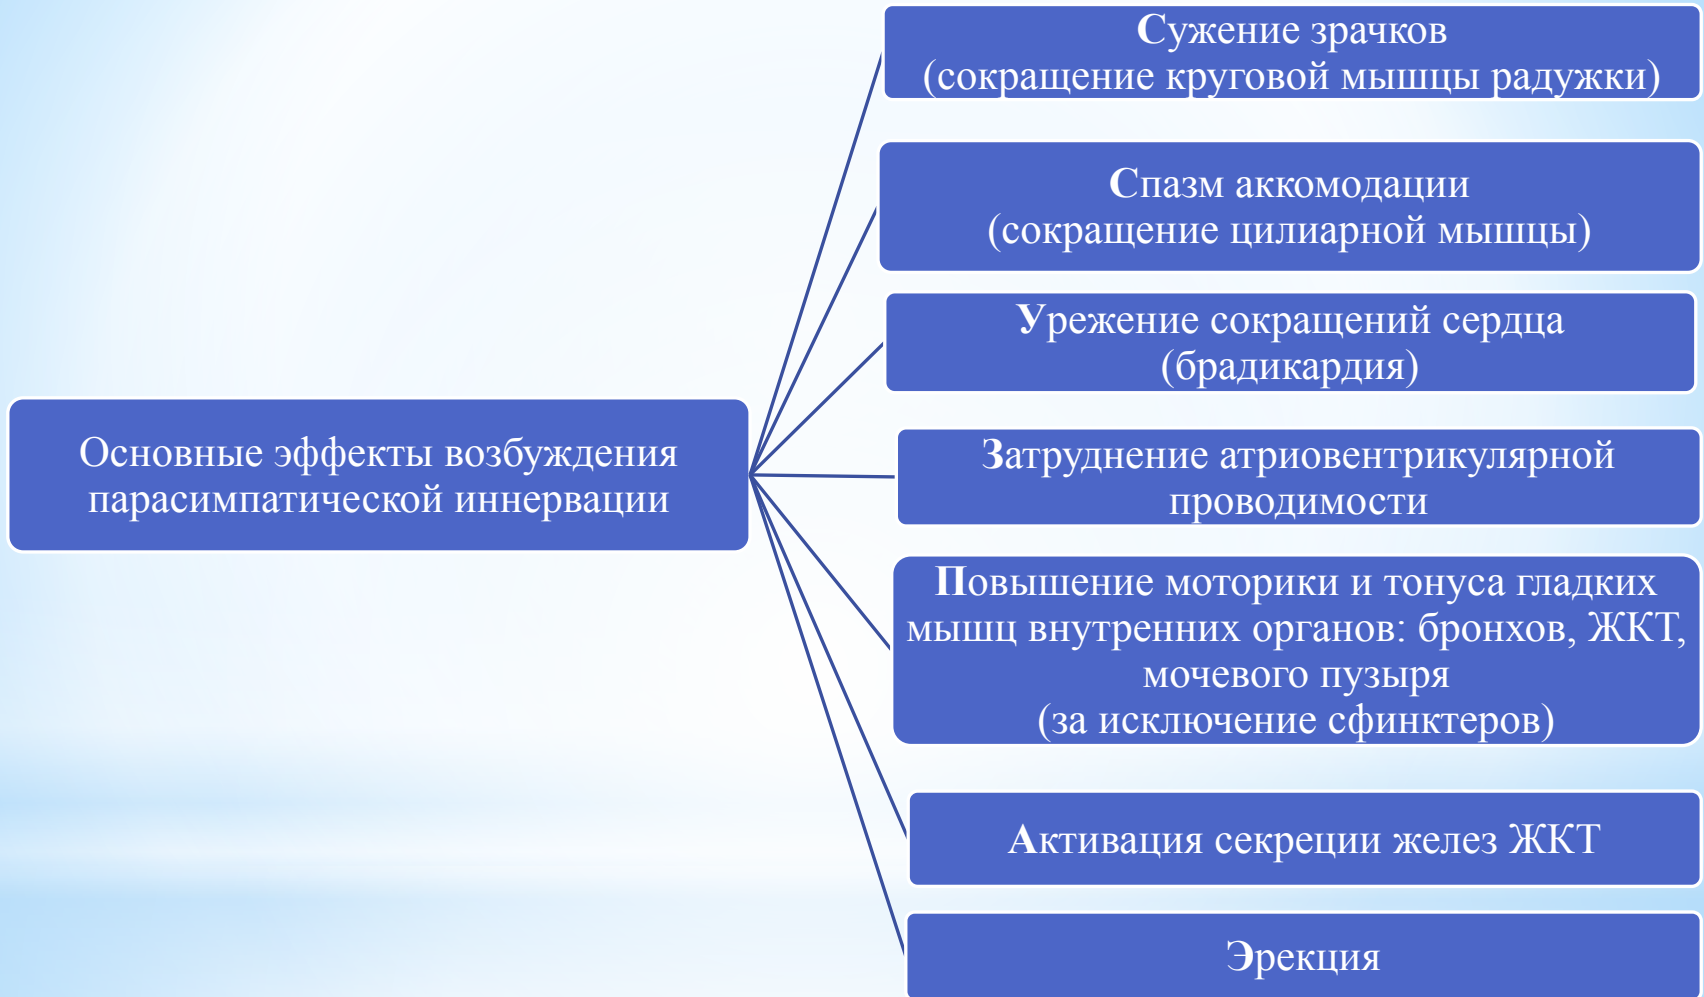 Сужение зрачков
(сокращение круговой мышцы радужки)
Спазм аккомодации
(сокращение цилиарной мышцы)
Урежение сокращений сердца
(брадикардия)
Основные эффекты возбуждения
парасимпатической иннервации
Затруднение атриовентрикулярной
проводимости
Повышение моторики и тонуса гладких
мышц внутренних органов: бронхов, ЖКТ,
мочевого пузыря
(за исключение сфинктеров)
Активация секреции желез ЖКТ
Эрекция